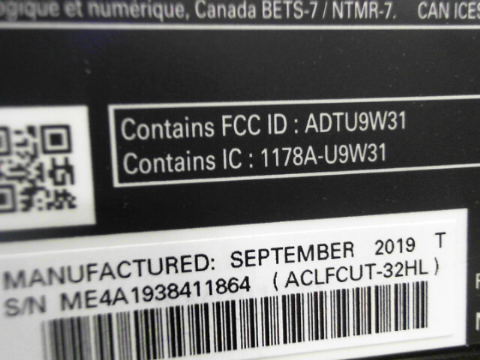 et numérique, Canada BETS-7 / NTMR-7. CAN ICES
Contains FCC ID : ADTU9W31
Contains IC : 1178A-U9W31
MANUFACTURED: SEPTEMBER 2019 T
S/N ME4A1938411864 (ACLFCUT-32HL)